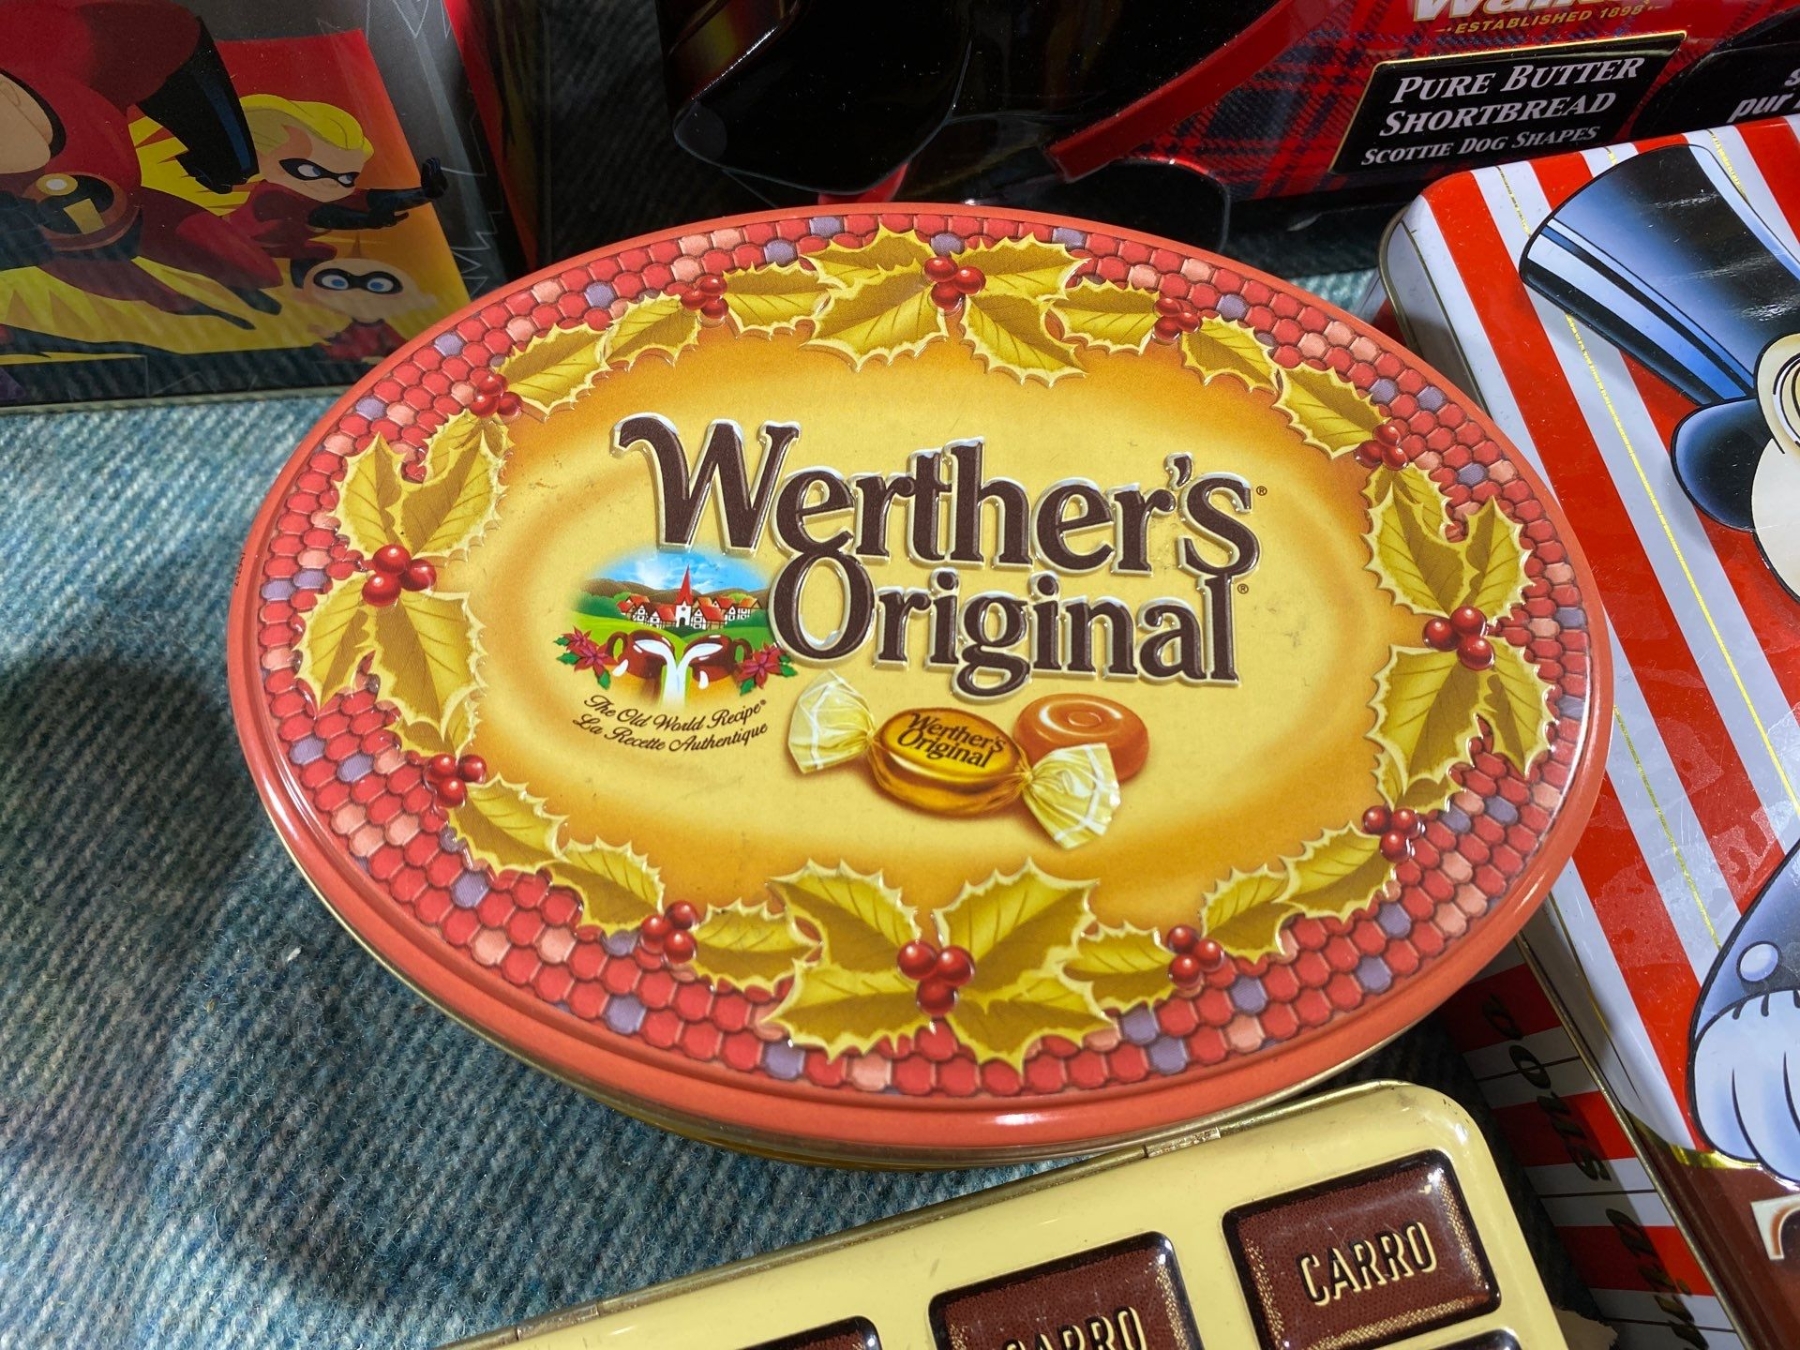 ESTABLISHED 1898
PURE BUTTER
SHORTBREAD
SCOTTIE DOG SHAPES
Werther's®
Original®
The Old World Recipe®
La Recette Authentique
Werther's
Original
CARRO
CARRO